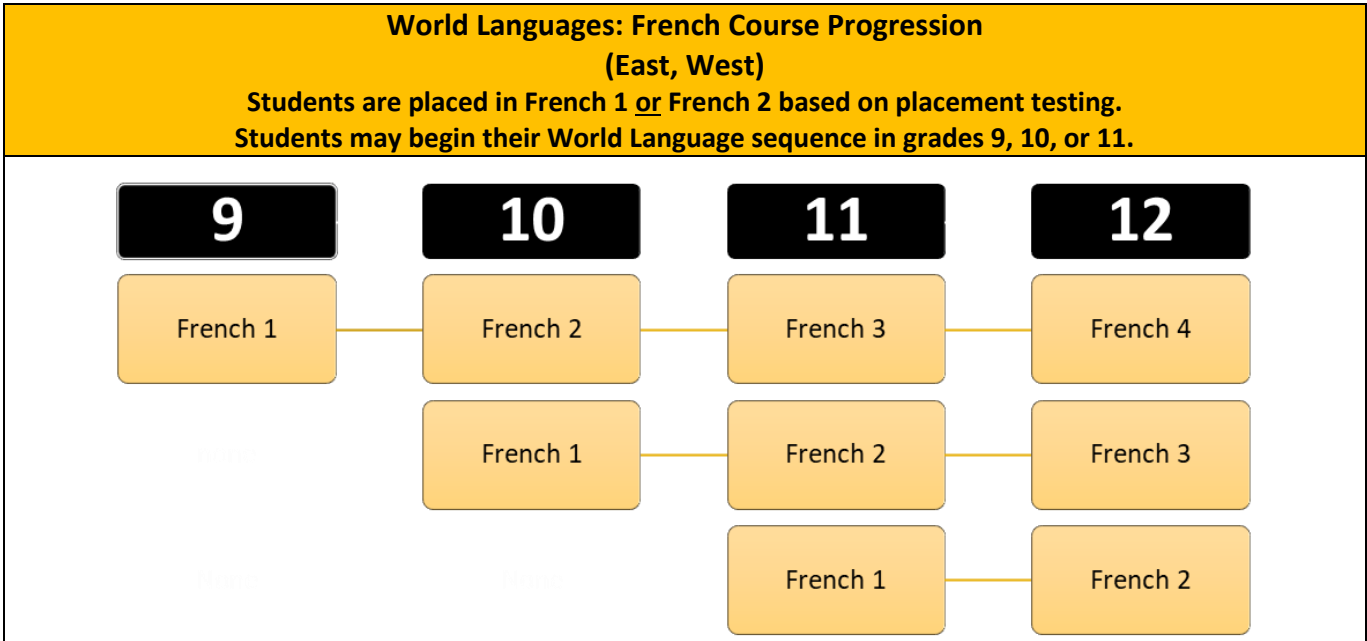 World Languages: French Course Progression
(East, West)
Students are placed in French 1 or French 2 based on placement testing.
Students may begin their World Language sequence in grades 9, 10, or 11.
9 10 11 12
French 1 French 2 French 3 French 4
French 1 French 2 French 3
French 1 French 2